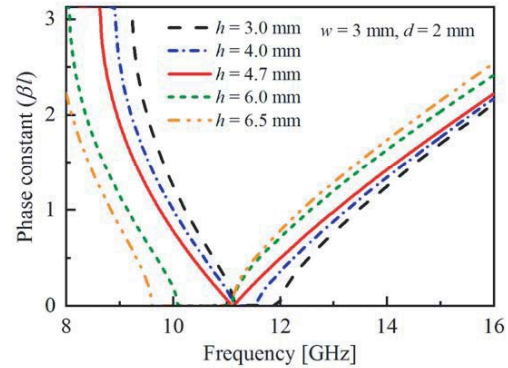 Phase constant (βl)
3
2
1
0
h = 3.0 mm
h = 4.0 mm
h = 4.7 mm
h = 6.0 mm
h = 6.5 mm
w = 3 mm, d = 2 mm
8 10 12 14 16
Frequency [GHz]